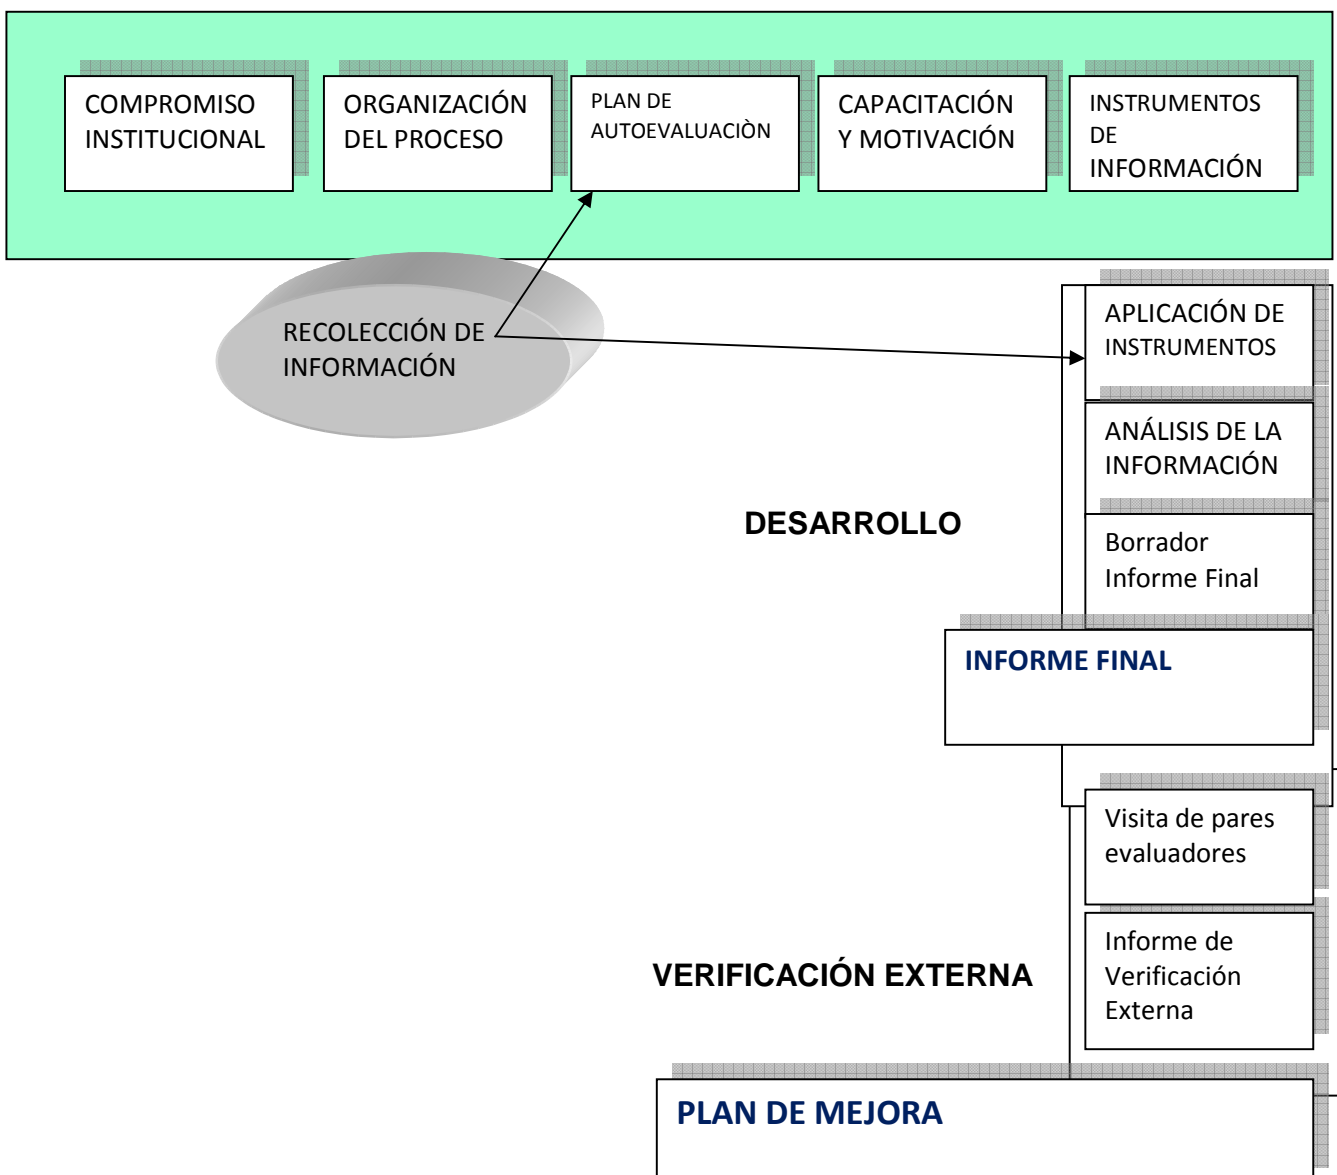 COMPROMISO
INSTITUCIONAL
ORGANIZACIÓN
DEL PROCESO
PLAN DE
AUTOEVALUACIÒN
CAPACITACIÓN
Y MOTIVACIÓN
INSTRUMENTOS
DE
INFORMACIÓN
RECOLECCIÓN DE
INFORMACIÓN
APLICACIÓN DE
INSTRUMENTOS
ANÁLISIS DE LA
INFORMACIÓN
DESARROLLO
Borrador
Informe Final
INFORME FINAL
Visita de pares
evaluadores
VERIFICACIÓN EXTERNA
Informe de
Verificación
Externa
PLAN DE MEJORA